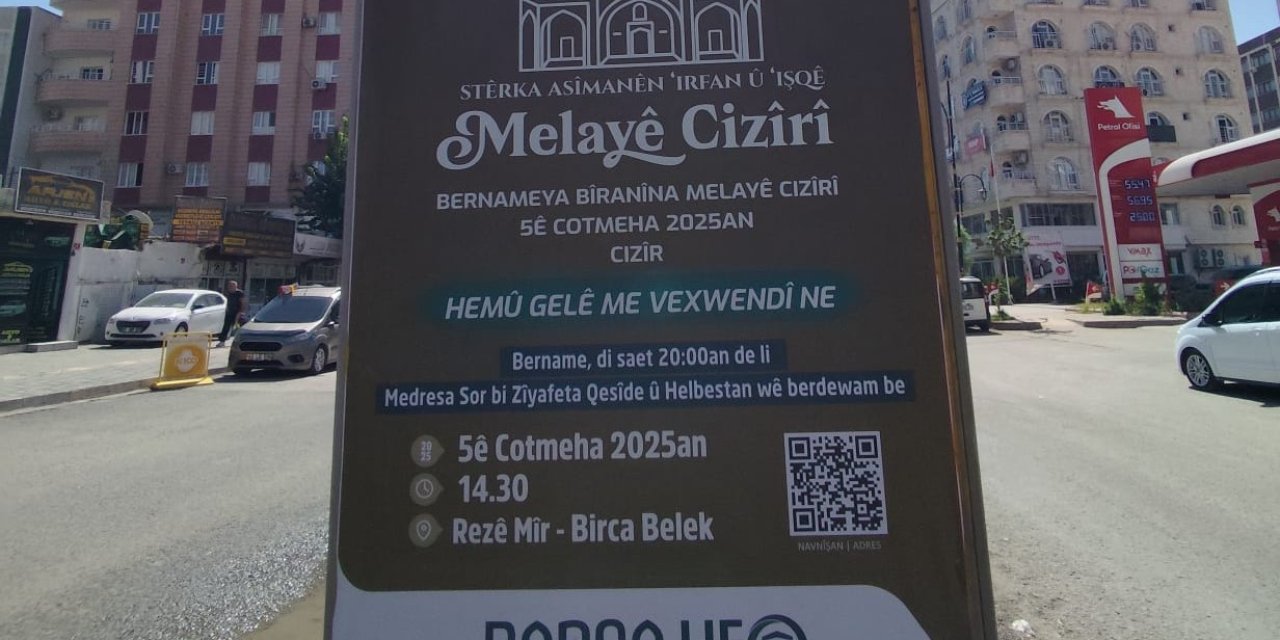 STÊRKA ASÎMANÊN 'IRFAN Û 'IŞQÊ
Melayê Cizîrî
BERNAMEYA BÎRANÎNA MELAYÊ CIZÎRÎ
5Ê COTMEHA 2025AN
CIZÎR
HEMÛ GELÊ ME VEXWENDÎ NE
Bername, di saet 20:00an de li
Medresa Sor bi Zîyafeta Qesîde û Helbestan wê berdewam be
20
25
5ê Cotmeha 2025an
14.30
Rezê Mîr - Birca Belek
NAVNÎŞAN | ADRES
Petrol Ofisi